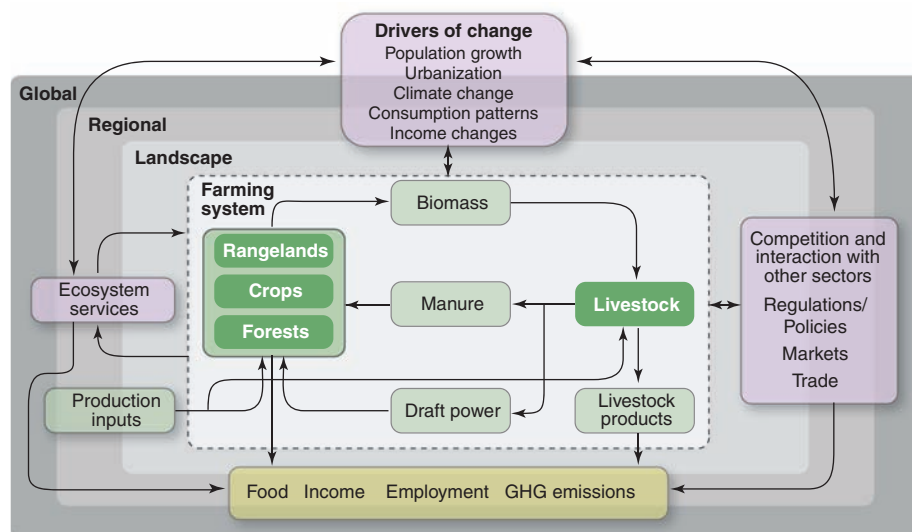 Drivers of change
Population growth
Urbanization
Climate change
Consumption patterns
Income changes
Global
Regional
Landscape
Farming
system
Biomass
Rangelands
Crops
Forests
Manure
Livestock
Ecosystem
services
Competition and
interaction with
other sectors
Regulations/
Policies
Markets
Trade
Production
inputs
Draft power
Livestock
products
Food Income Employment GHG emissions